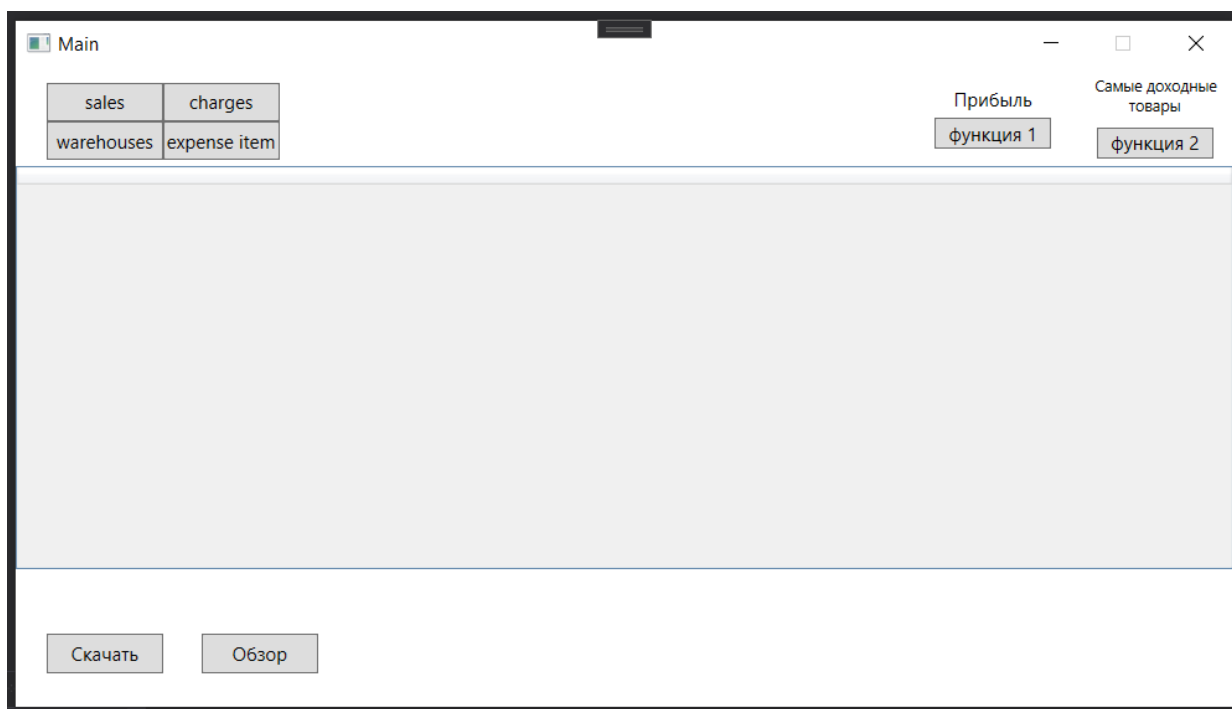 Main
sales
charges
warehouses
expense item
Прибыль
функция 1
Самые доходные
товары
функция 2
Скачать
Обзор